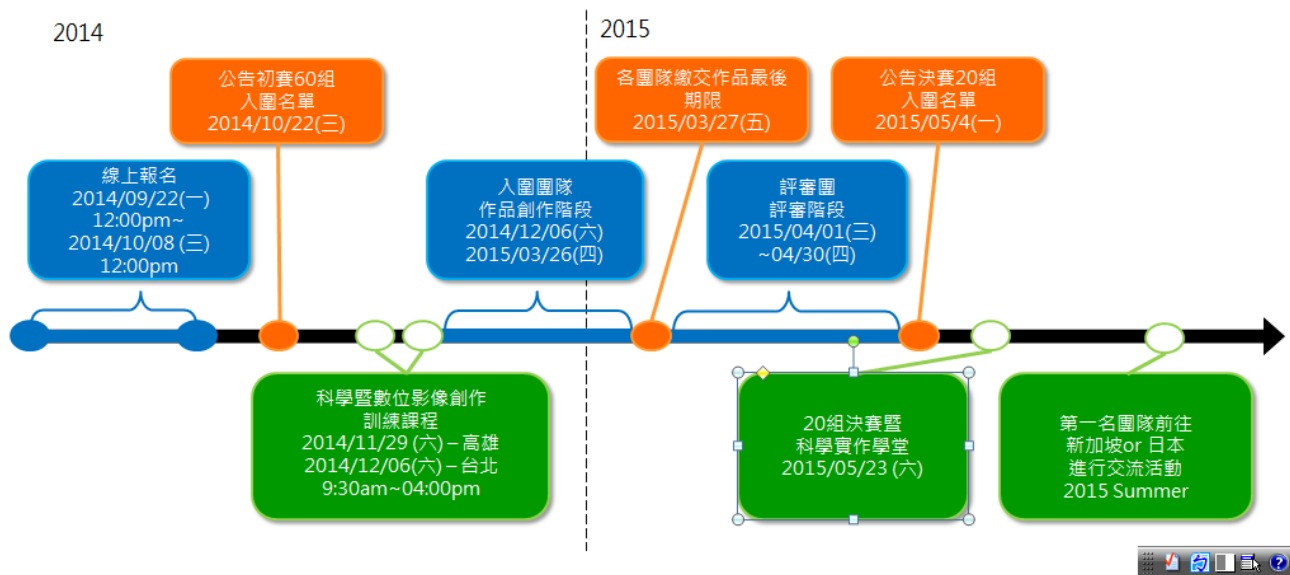 2014
2015
公告初賽60組
入圍名單
2014/10/22(三)
各團隊繳交作品最後
期限
2015/03/27(五)
公告決賽20組
入圍名單
2015/05/4(一)
線上報名
2014/09/22(一)
12:00pm~
2014/10/08 (三)
12:00pm
入圍團隊
作品創作階段
2014/12/06(六)
2015/03/26(四)
評審團
評審階段
2015/04/01(三)
~04/30(四)
科學暨數位影像創作
訓練課程
2014/11/29 (六) – 高雄
2014/12/06(六) – 台北
9:30am~04:00pm
20組決賽暨
科學實作學堂
2015/05/23 (六)
第一名團隊前往
新加坡or 日本
進行交流活動
2015 Summer